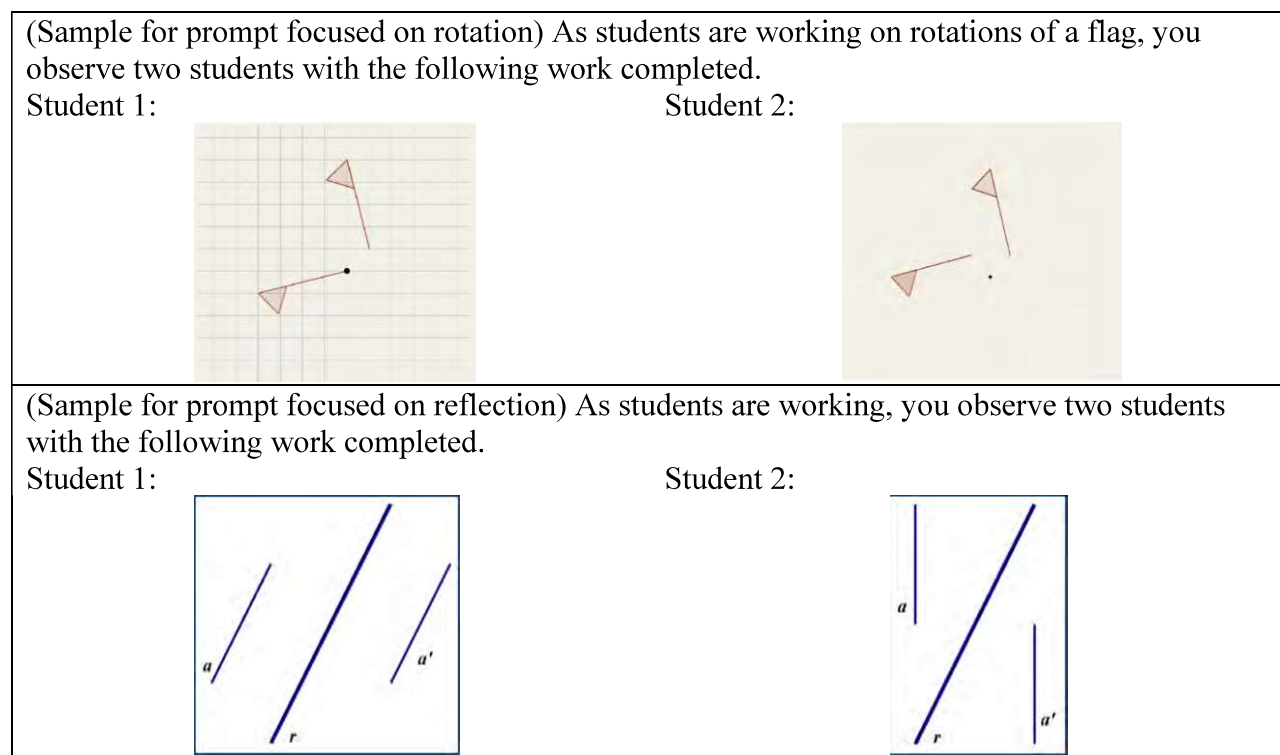 (Sample for prompt focused on rotation) As students are working on rotations of a flag, you
observe two students with the following work completed.
Student 1:
Student 2:
(Sample for prompt focused on reflection) As students are working, you observe two students
with the following work completed.
Student 1:
Student 2:
a
a'
r
a
a'
r